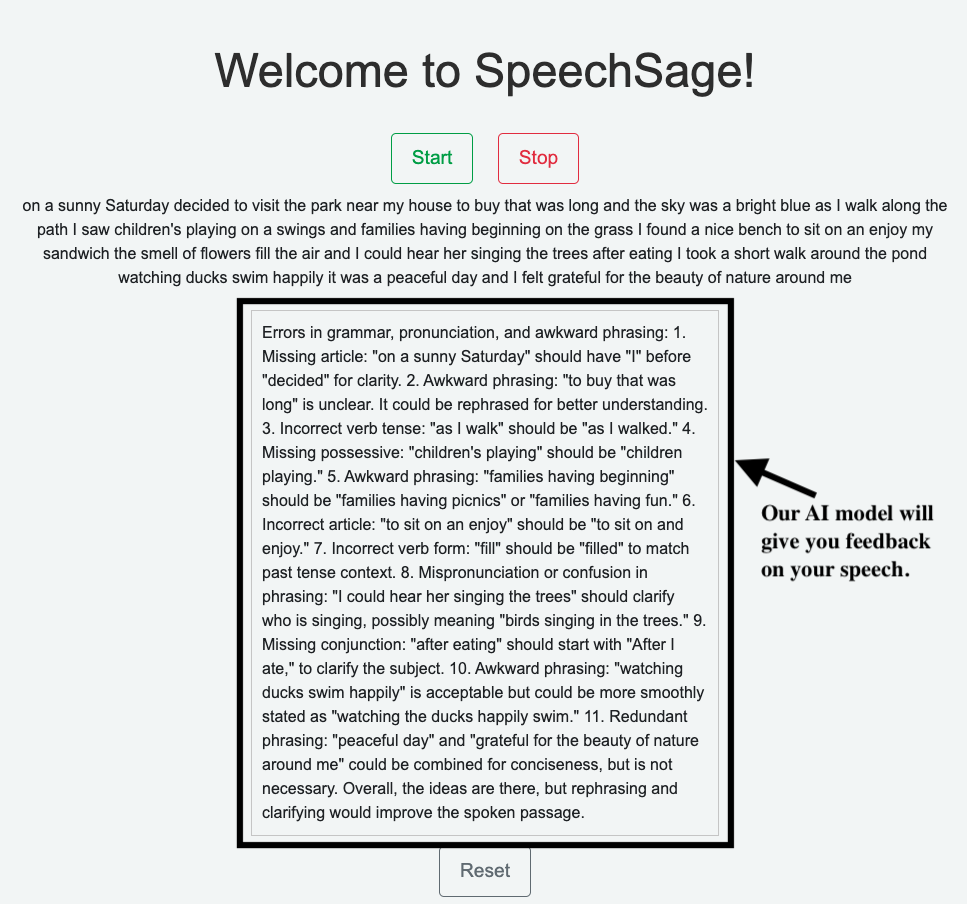 Welcome to SpeechSage!
Start Stop
on a sunny Saturday decided to visit the park near my house to buy that was long and the sky was a bright blue as I walk along the
path I saw children's playing on a swings and families having beginning on the grass I found a nice bench to sit on an enjoy my
sandwich the smell of flowers fill the air and I could hear her singing the trees after eating I took a short walk around the pond
watching ducks swim happily it was a peaceful day and I felt grateful for the beauty of nature around me
Errors in grammar, pronunciation, and awkward phrasing: 1.
Missing article: "on a sunny Saturday" should have "I" before
"decided" for clarity. 2. Awkward phrasing: "to buy that was
long" is unclear. It could be rephrased for better understanding.
3. Incorrect verb tense: "as I walk" should be "as I walked." 4.
Missing possessive: "children's playing" should be "children
playing." 5. Awkward phrasing: "families having beginning"
should be "families having picnics" or "families having fun." 6.
Incorrect article: "to sit on an enjoy" should be "to sit on and
enjoy." 7. Incorrect verb form: "fill" should be "filled" to match
past tense context. 8. Mispronunciation or confusion in
phrasing: "I could hear her singing the trees" should clarify
who is singing, possibly meaning "birds singing in the trees." 9.
Missing conjunction: "after eating" should start with "After I
ate," to clarify the subject. 10. Awkward phrasing: "watching
ducks swim happily" is acceptable but could be more smoothly
stated as "watching the ducks happily swim." 11. Redundant
phrasing: "peaceful day" and "grateful for the beauty of nature
around me" could be combined for conciseness, but is not
necessary. Overall, the ideas are there, but rephrasing and
clarifying would improve the spoken passage.
Our AI model will
give you feedback
on your speech.
Reset